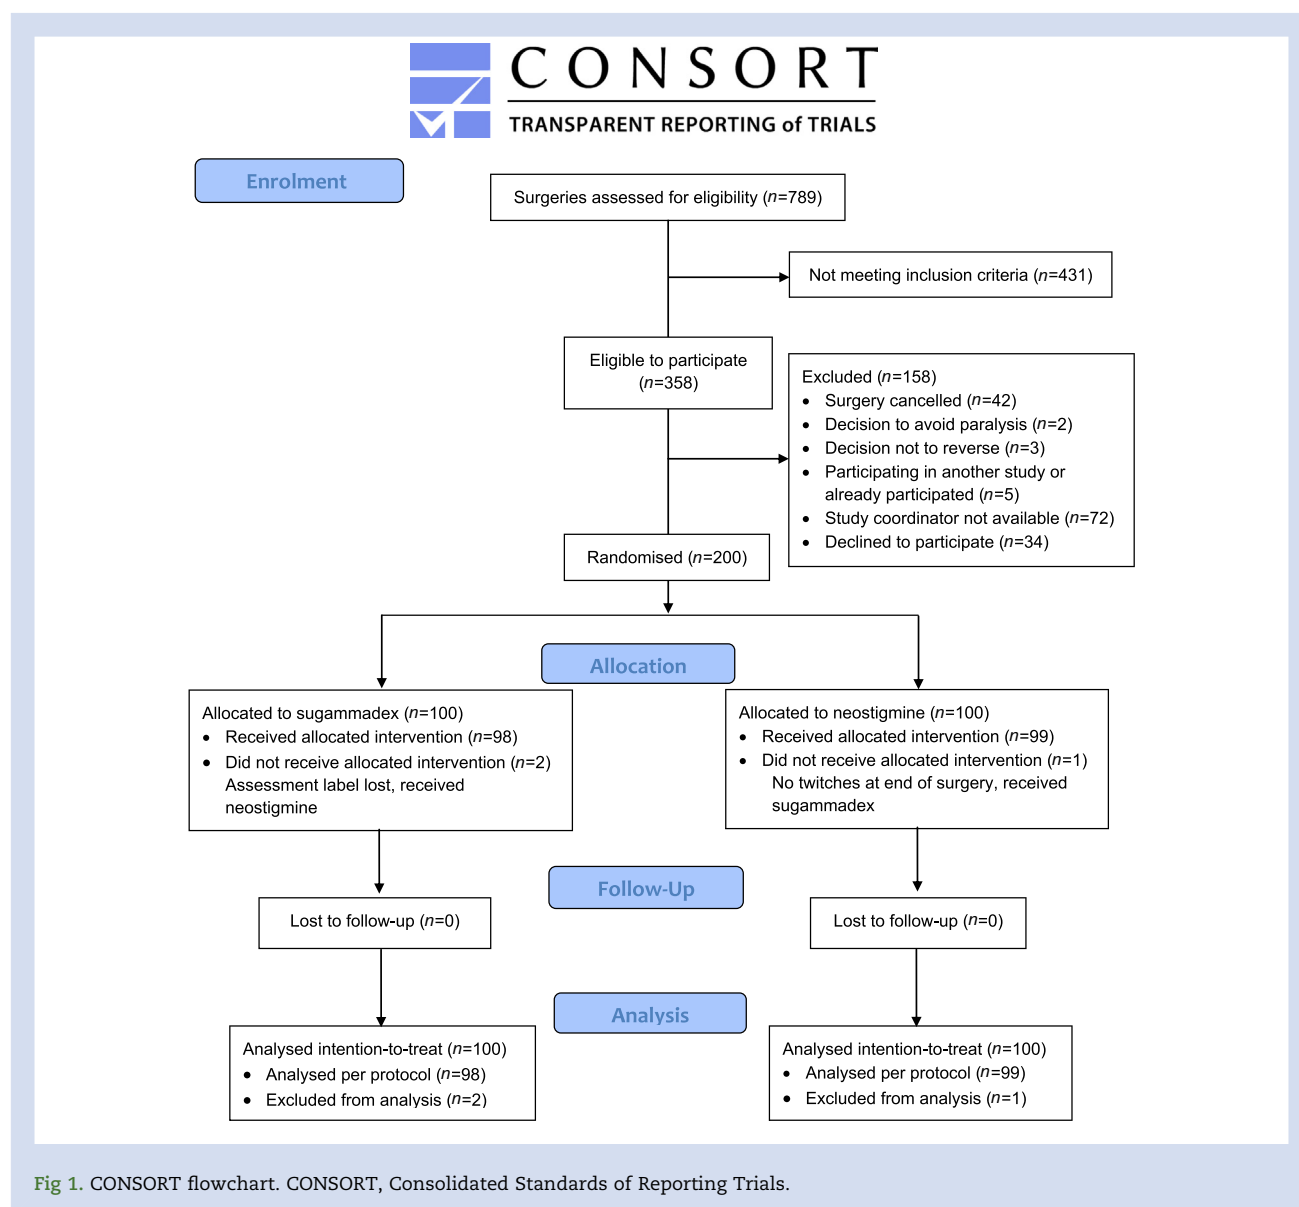 CONSORT
TRANSPARENT REPORTING of TRIALS
Enrolment
Surgeries assessed for eligibility (n=789)
Not meeting inclusion criteria (n=431)
Eligible to participate
(n=358)
Excluded (n=158)
• Surgery cancelled (n=42)
• Decision to avoid paralysis (n=2)
• Decision not to reverse (n=3)
• Participating in another study or
already participated (n=5)
• Study coordinator not available (n=72)
• Declined to participate (n=34)
Randomised (n=200)
Allocation
Allocated to sugammadex (n=100)
• Received allocated intervention (n=98)
• Did not receive allocated intervention (n=2)
Assessment label lost, received
neostigmine
Allocated to neostigmine (n=100)
• Received allocated intervention (n=99)
• Did not receive allocated intervention (n=1)
No twitches at end of surgery, received
sugammadex
Follow-Up
Lost to follow-up (n=0)
Lost to follow-up (n=0)
Analysis
Analysed intention-to-treat (n=100)
• Analysed per protocol (n=98)
• Excluded from analysis (n=2)
Analysed intention-to-treat (n=100)
• Analysed per protocol (n=99)
• Excluded from analysis (n=1)
Fig 1. CONSORT flowchart. CONSORT, Consolidated Standards of Reporting Trials.